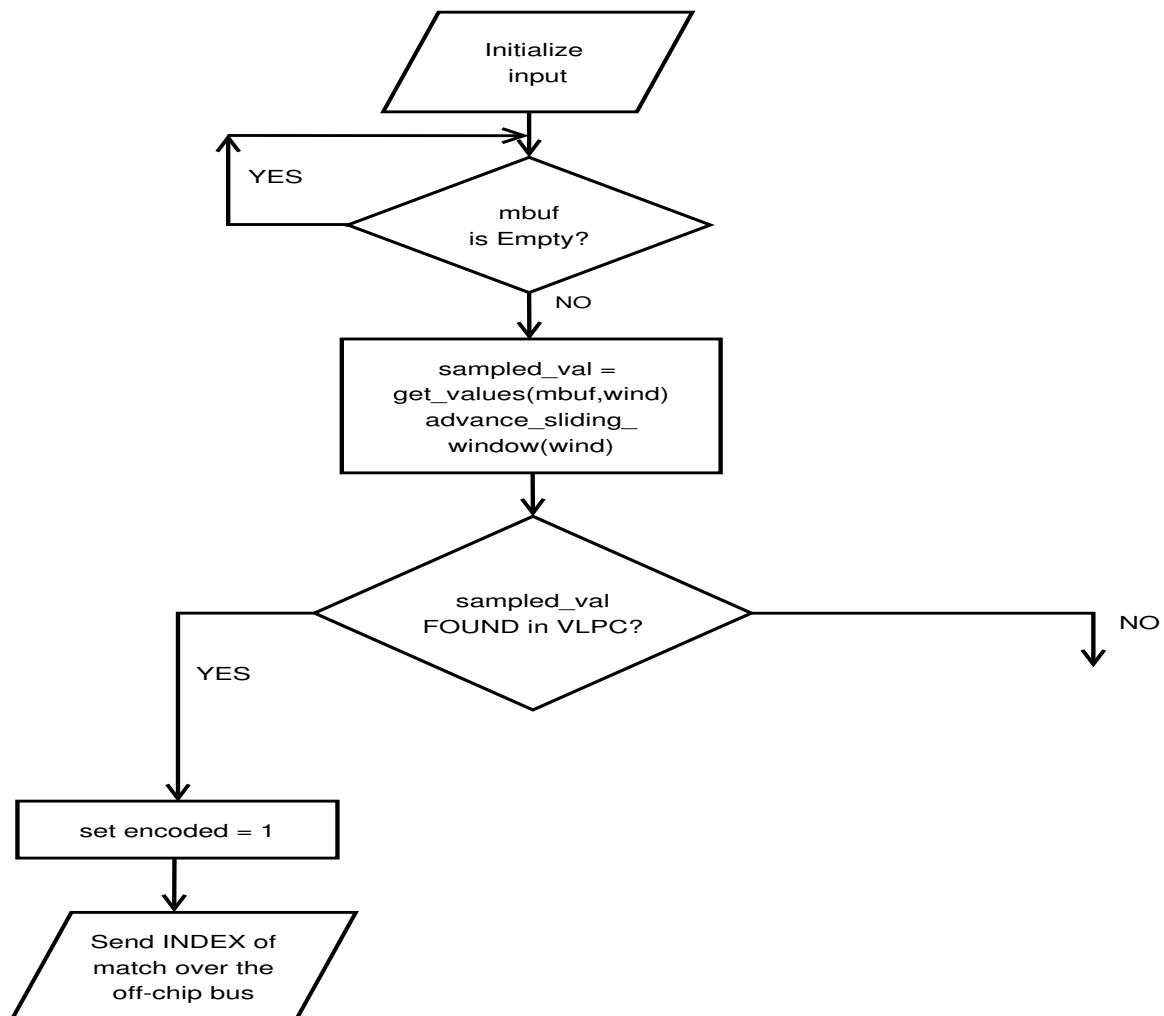 Initialize
input
YES
mbuf
is Empty?
NO
sampled_val =
get_values(mbuf,wind)
advance_sliding_
window(wind)
sampled_val
FOUND in VLPC?
NO
YES
set encoded = 1
Send INDEX of
match over the
off-chip bus